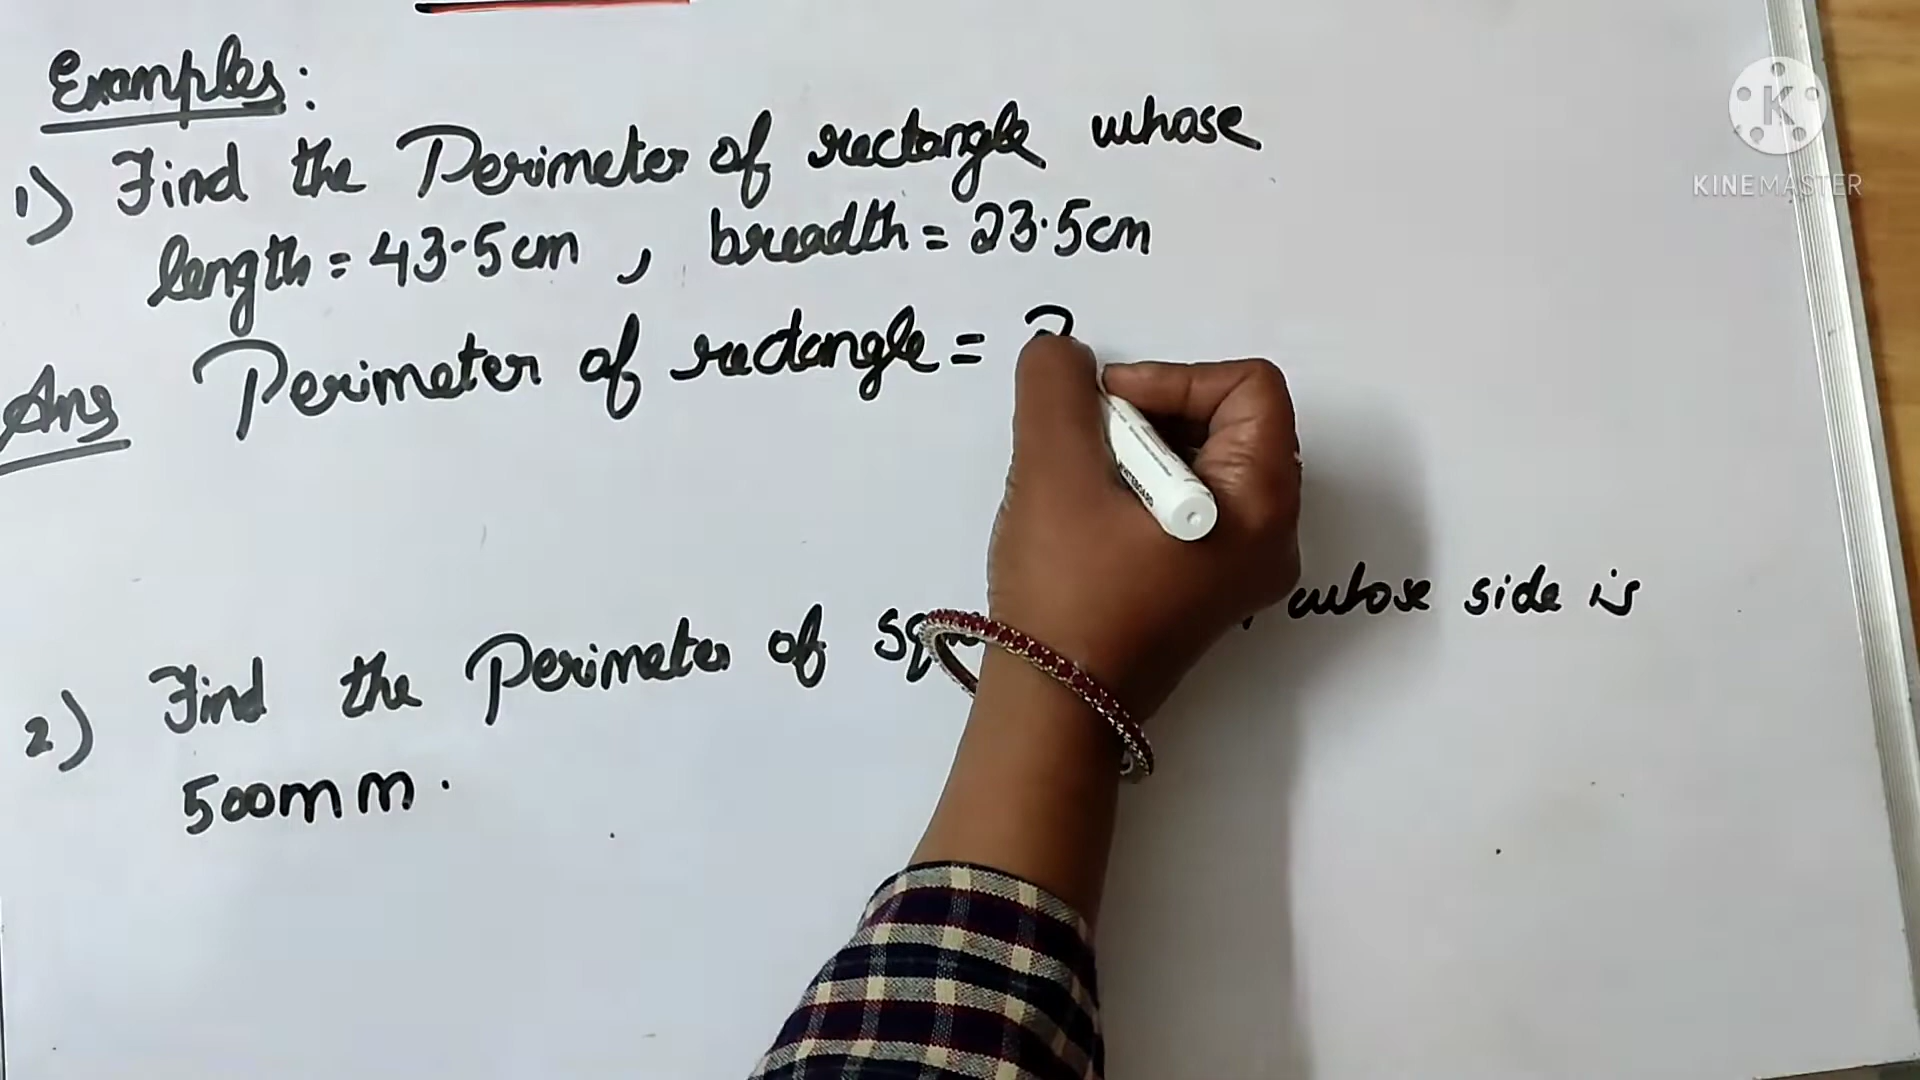 Examples:
1) Find the Perimeter of rectangle whose
length = 43.5cm , breadth = 23.5cm
Ans Perimeter of rectangle = 2
2) Find the Perimeter of whose side is
500mm.
K
KINEMASTER
WHITEBOARD